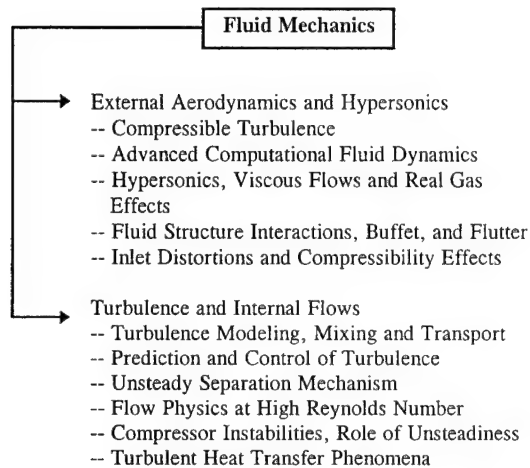 Fluid Mechanics
External Aerodynamics and Hypersonics
-- Compressible Turbulence
-- Advanced Computational Fluid Dynamics
-- Hypersonics, Viscous Flows and Real Gas
Effects
-- Fluid Structure Interactions, Buffet, and Flutter
-- Inlet Distortions and Compressibility Effects
Turbulence and Internal Flows
-- Turbulence Modeling, Mixing and Transport
-- Prediction and Control of Turbulence
-- Unsteady Separation Mechanism
-- Flow Physics at High Reynolds Number
-- Compressor Instabilities, Role of Unsteadiness
-- Turbulent Heat Transfer Phenomena